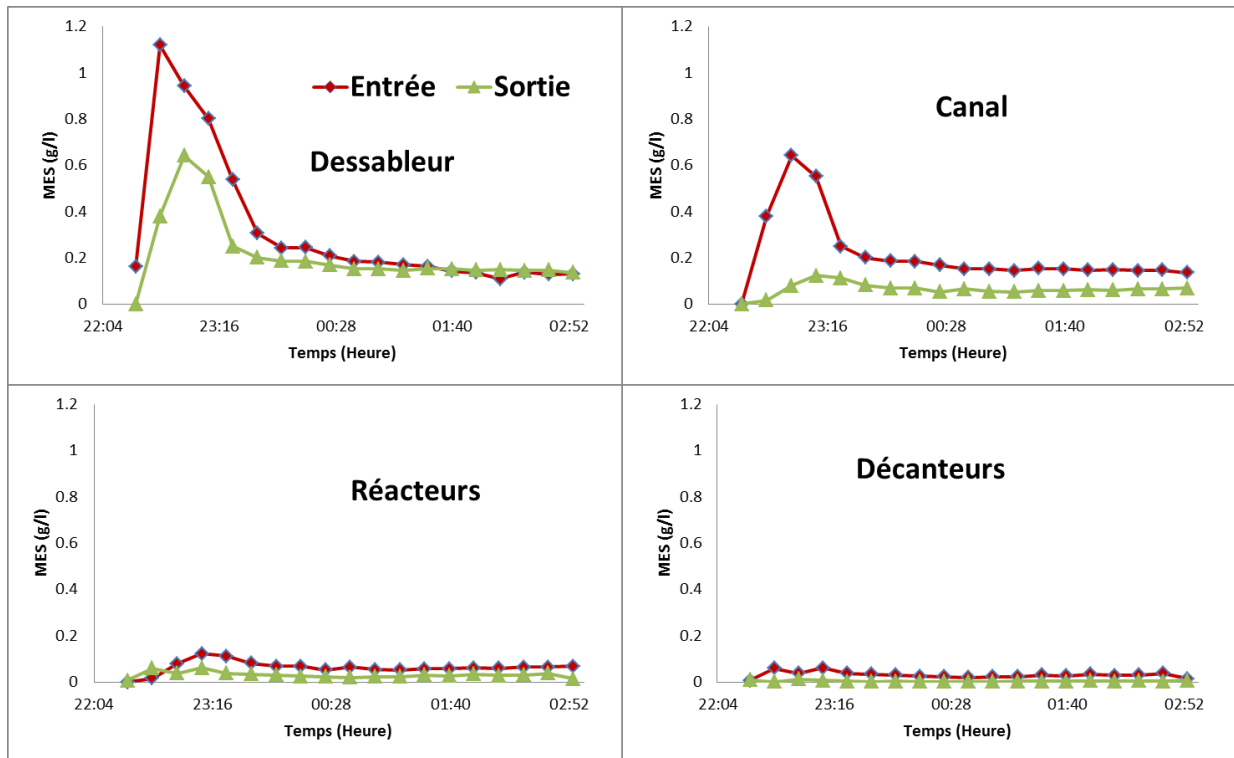 1.2
1
0.8
0.6
0.4
0.2
0
MES (g/l)
Entrée Sortie
Dessableur
22:04 23:16 00:28 01:40 02:52
Temps (Heure)
1.2
1
0.8
0.6
0.4
0.2
0
MES (g/l)
Canal
22:04 23:16 00:28 01:40 02:52
Temps (Heure)
1.2
1
0.8
0.6
0.4
0.2
0
MES (g/l)
Réacteurs
22:04 23:16 00:28 01:40 02:52
Temps (Heure)
1.2
1
0.8
0.6
0.4
0.2
0
MES (g/l)
Décanteurs
22:04 23:16 00:28 01:40 02:52
Temps (Heure)